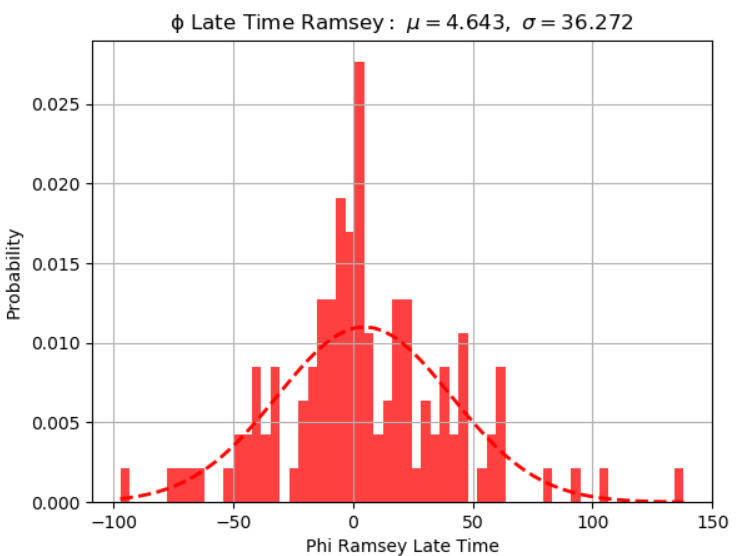 ϕ Late Time Ramsey: μ = 4.643, σ = 36.272
0.025
0.020
0.015
0.010
0.005
0.000
Probability
−100 −50 0 50 100 150
Phi Ramsey Late Time